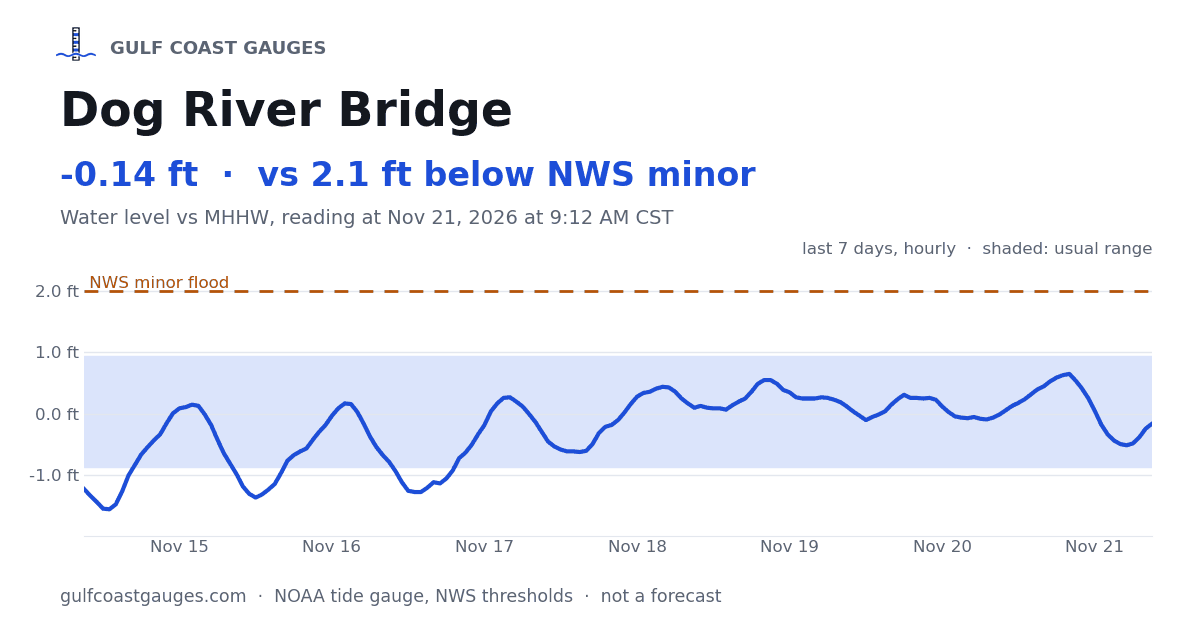 GULF COAST GAUGES
Dog River Bridge
-0.14 ft · vs 2.1 ft below NWS minor
Water level vs MHHW, reading at Nov 21, 2026 at 9:12 AM CST
last 7 days, hourly · shaded: usual range
NWS minor flood
2.0 ft
1.0 ft
0.0 ft
-1.0 ft
Nov 15 Nov 16 Nov 17 Nov 18 Nov 19 Nov 20 Nov 21
gulfcoastgauges.com · NOAA tide gauge, NWS thresholds · not a forecast